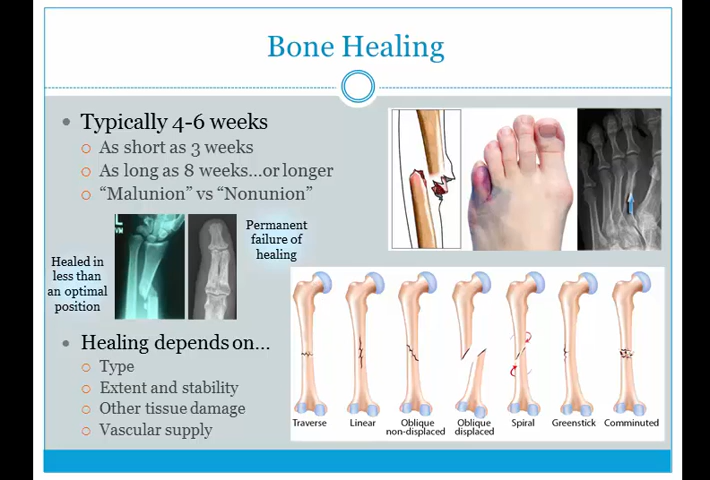 Bone Healing
Typically 4-6 weeks
As short as 3 weeks
As long as 8 weeks...or longer
“Malunion” vs “Nonunion”
L
VM
Permanent
failure of
healing
Healed in
less than
an optimal
position
Healing depends on...
Type
Extent and stability
Other tissue damage
Vascular supply
Traverse
Linear
Oblique
non-displaced
Oblique
displaced
Spiral
Greenstick
Comminuted